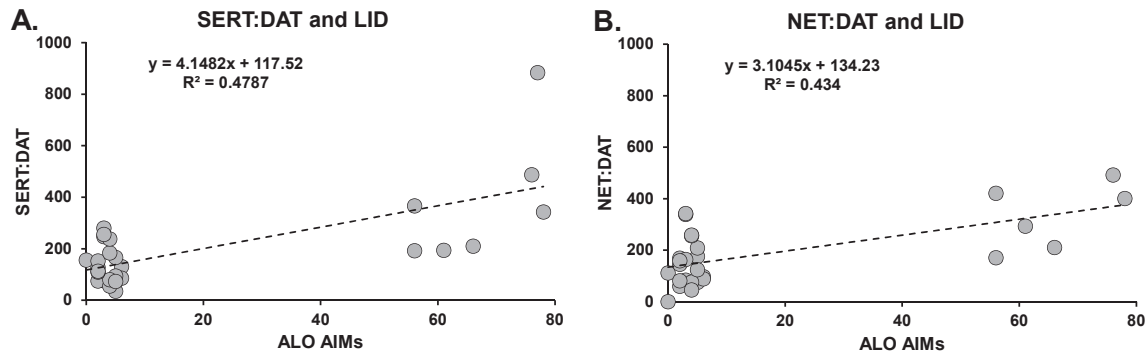 A.
SERT:DAT and LID
y = 4.1482x + 117.52
R² = 0.4787
SERT:DAT
1000
800
600
400
200
0
0 20 40 60 80
ALO AIMs
B.
NET:DAT and LID
y = 3.1045x + 134.23
R² = 0.434
NET:DAT
1000
800
600
400
200
0
0 20 40 60 80
ALO AIMs